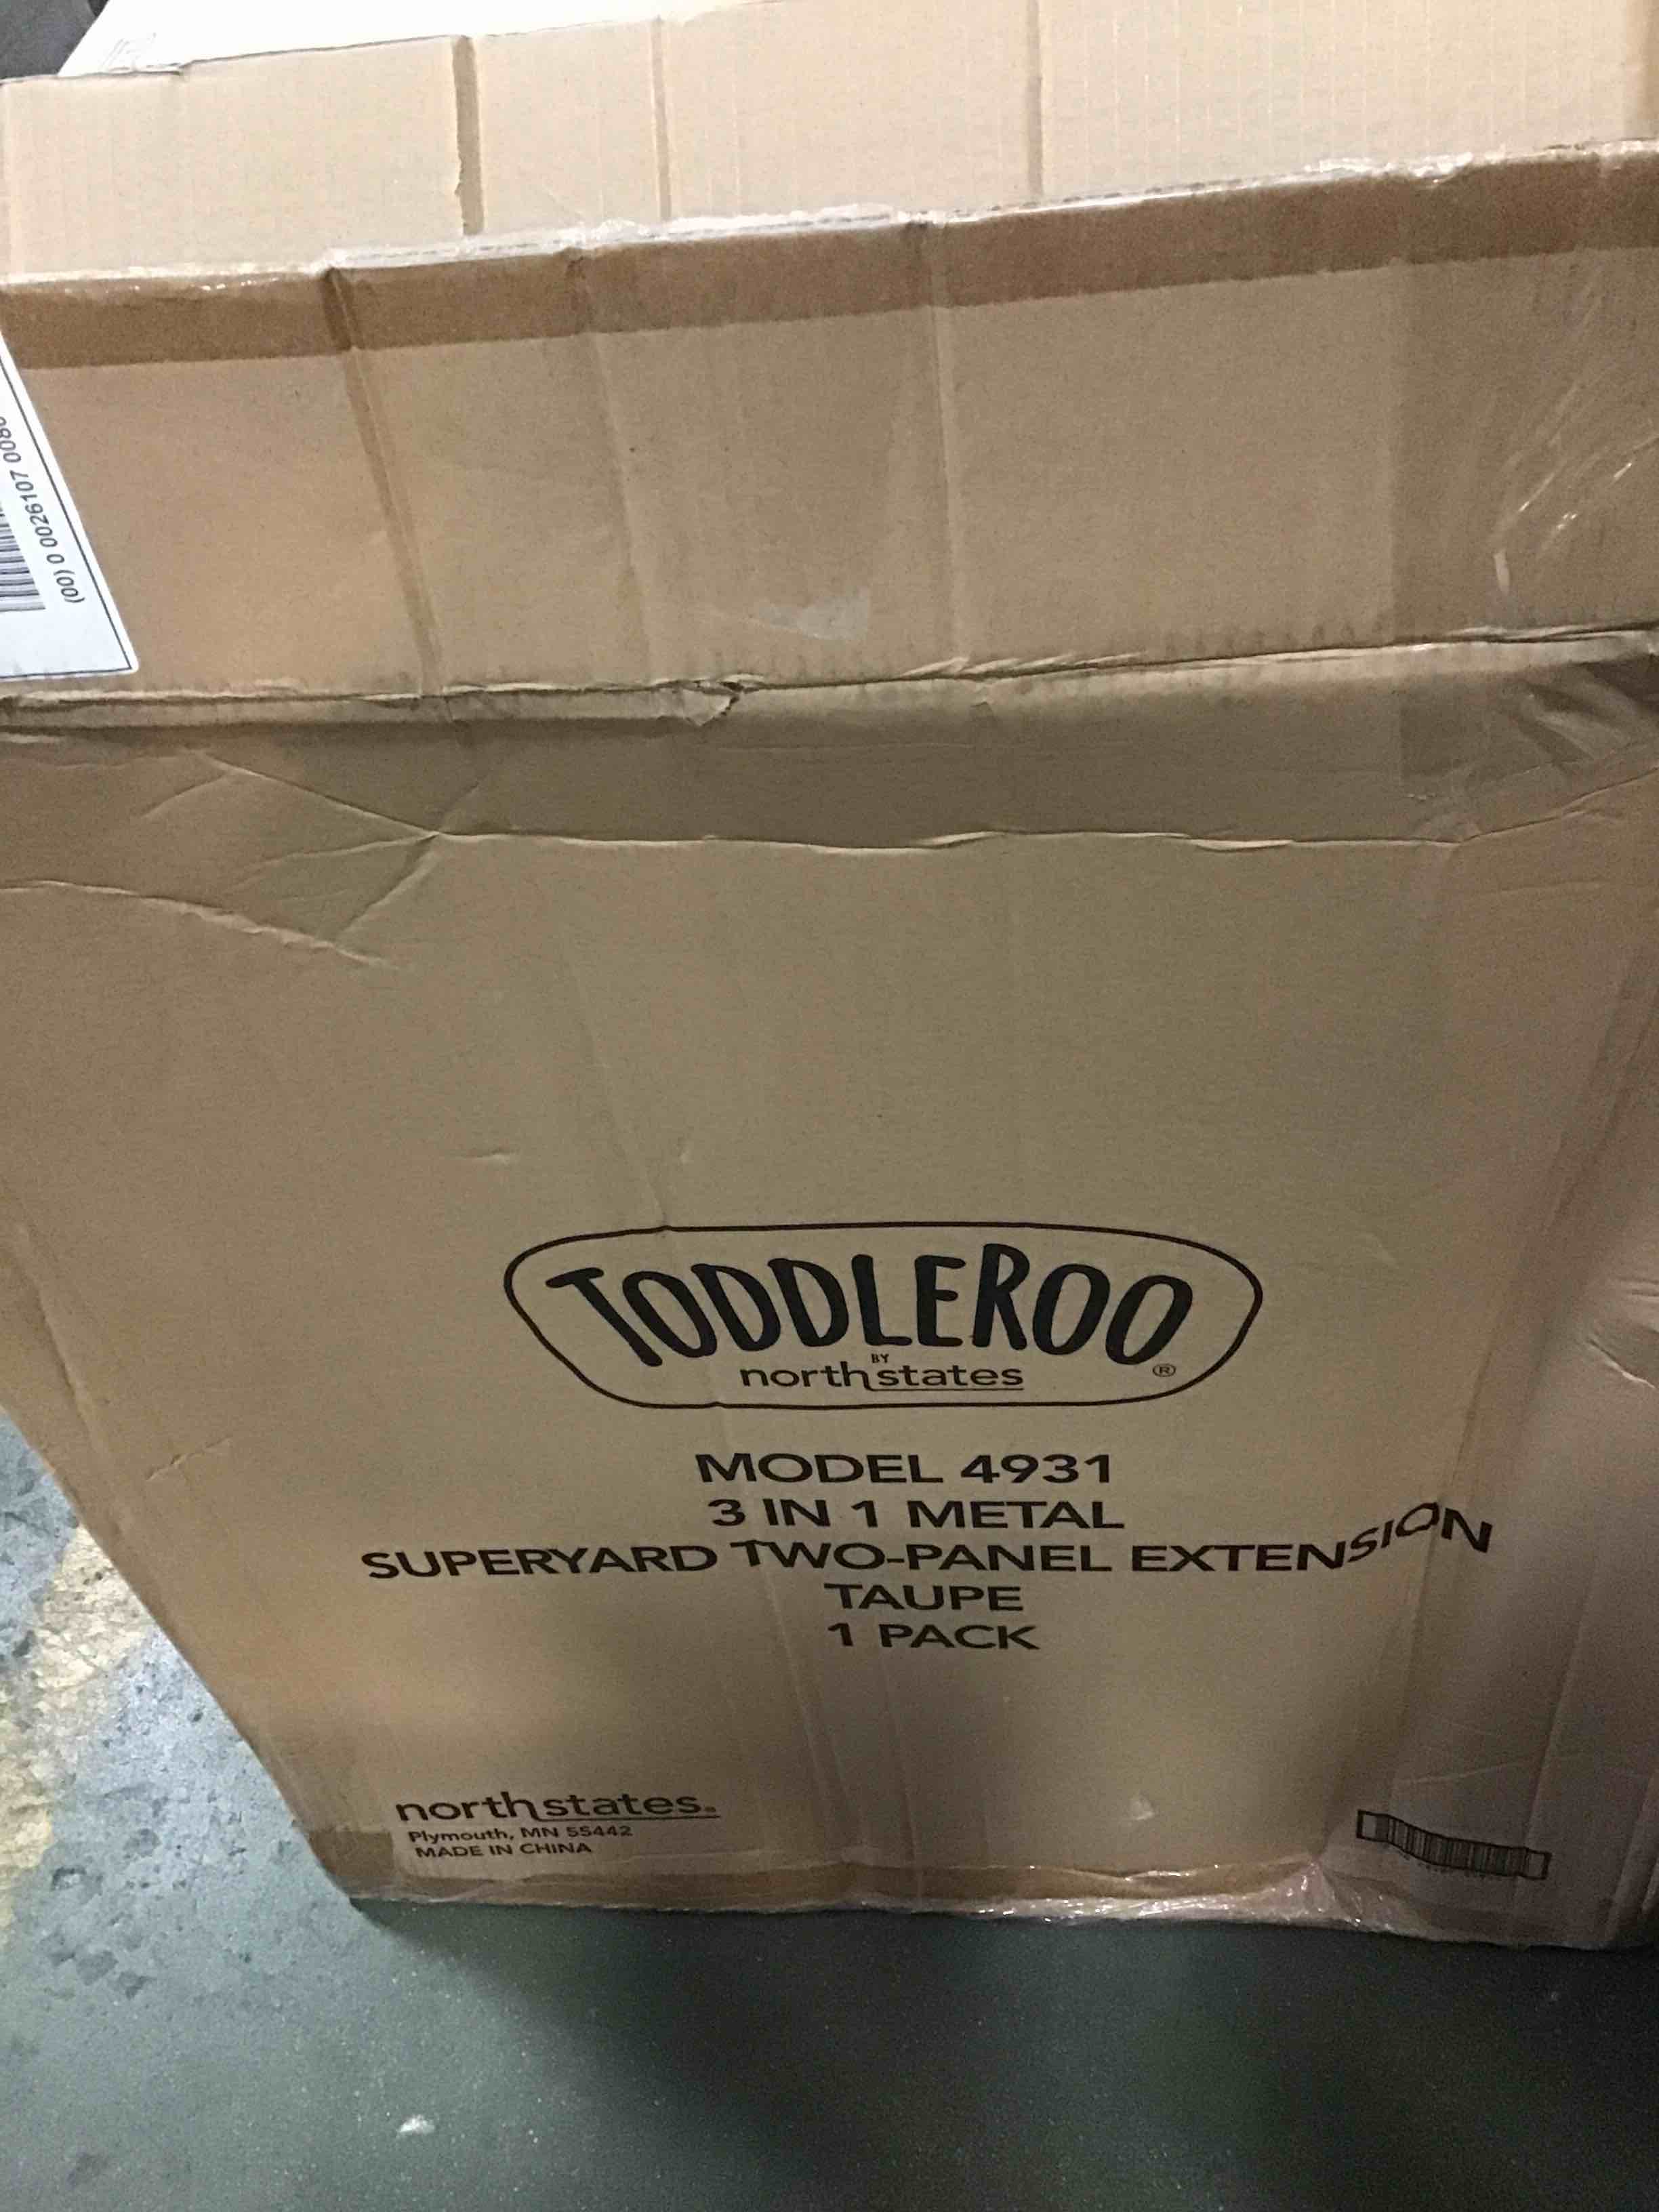 (00) 0 0026107 008
TODDLEROO
BY
northstates
®
MODEL 4931
3 IN 1 METAL
SUPERYARD TWO-PANEL EXTENSION
TAUPE
1 PACK
northstates®
Plymouth, MN 55442
MADE IN CHINA